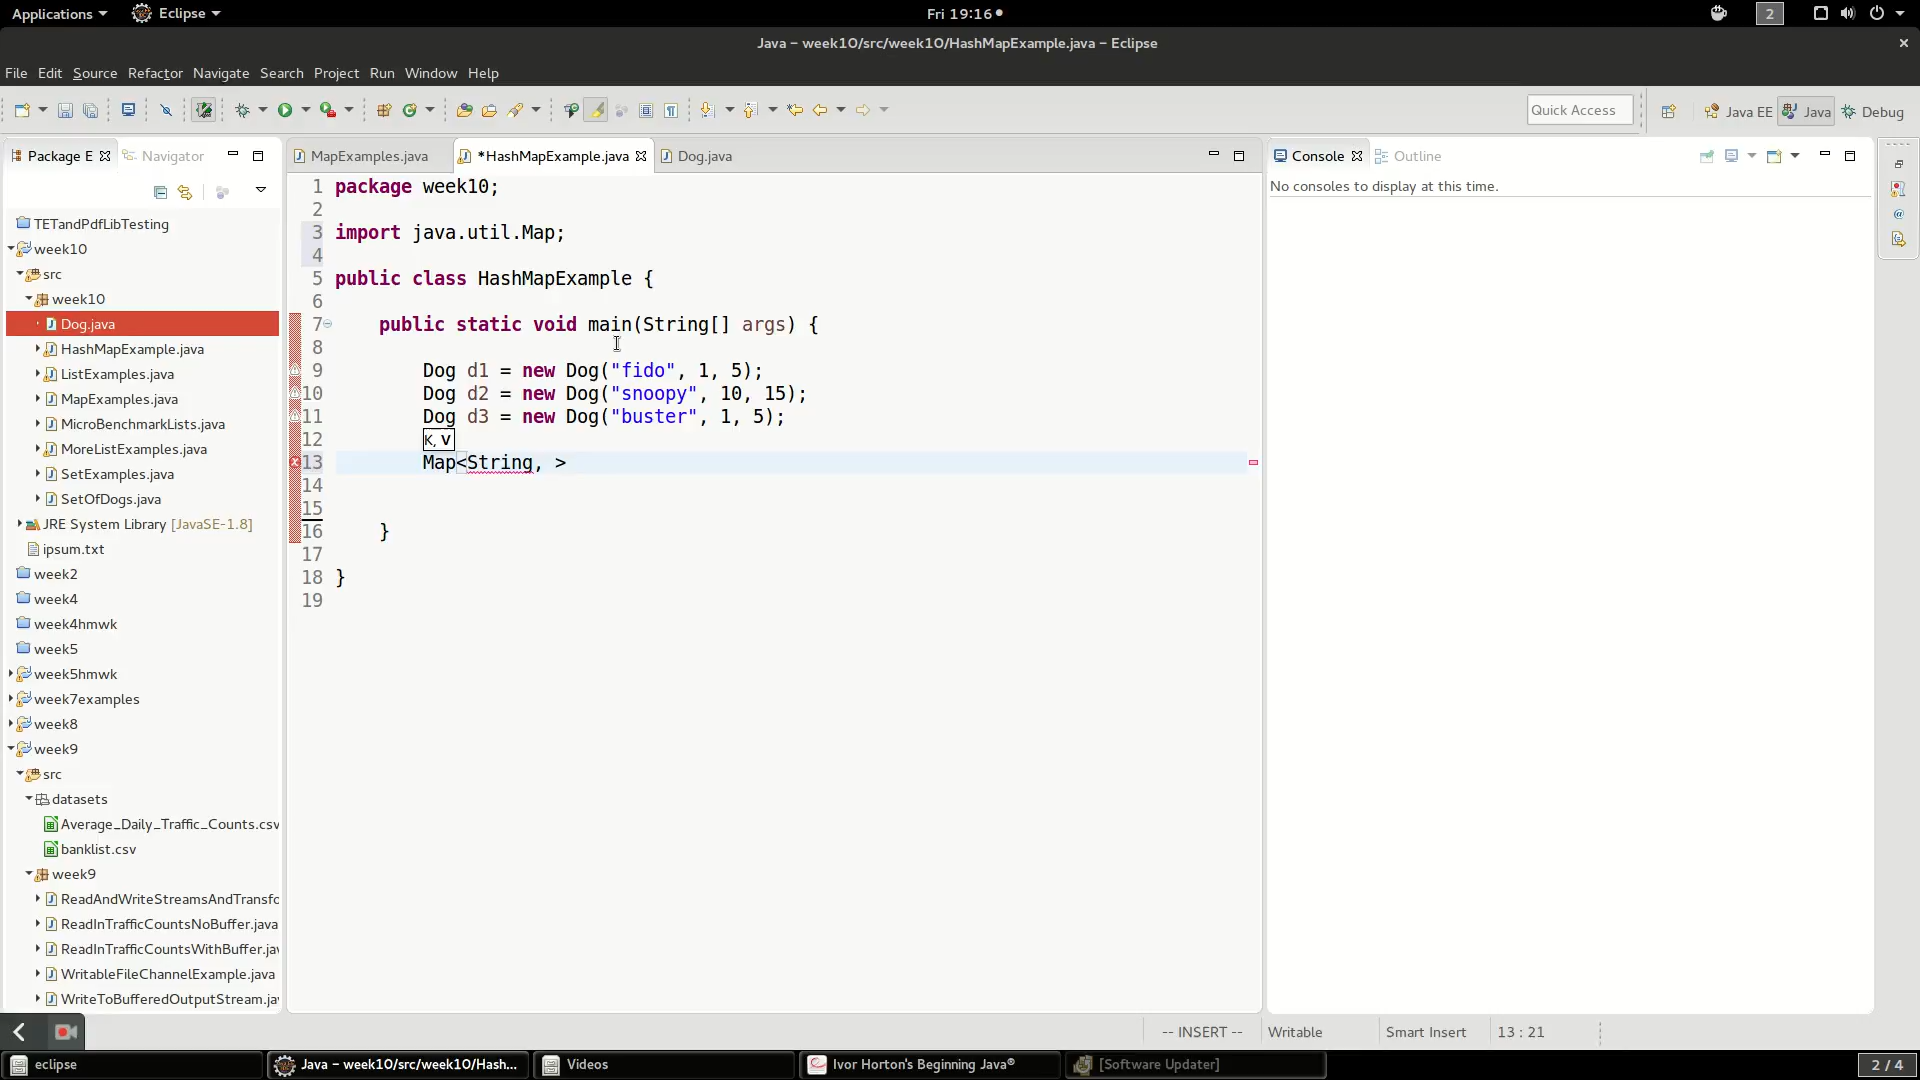 Applications
Eclipse
Fri 19:16
2
Java – week10/src/week10/HashMapExample.java – Eclipse
File Edit Source Refactor Navigate Search Project Run Window Help
Quick Access
Java EE
Java
Debug
Package E
Navigator
MapExamples.java
*HashMapExample.java
Dog.java
Console
Outline
No consoles to display at this time.
TETandPdfLibTesting
week10
src
week10
Dog.java
HashMapExample.java
ListExamples.java
MapExamples.java
MicroBenchmarkLists.java
MoreListExamples.java
SetExamples.java
SetOfDogs.java
JRE System Library [JavaSE-1.8]
ipsum.txt
week2
week4
week4hmwk
week5
week5hmwk
week7examples
week8
week9
src
datasets
Average_Daily_Traffic_Counts.csv
banklist.csv
week9
ReadAndWriteStreamsAndTransfo
ReadInTrafficCountsNoBuffer.java
ReadInTrafficCountsWithBuffer.jav
WritableFileChannelExample.java
WriteToBufferedOutputStream.jav
1 package week10;
2
3 import java.util.Map;
4
5 public class HashMapExample {
6
7 public static void main(String[] args) {
8
9 Dog d1 = new Dog("fido", 1, 5);
10 Dog d2 = new Dog("snoopy", 10, 15);
11 Dog d3 = new Dog("buster", 1, 5);
12 K, V
13 Map<String, >
14
15
16 }
17
18 }
19
-- INSERT --
Writable
Smart Insert
13 : 21
eclipse
Java – week10/src/week10/Hash...
Videos
Ivor Horton's Beginning Java®
[Software Updater]
2 / 4